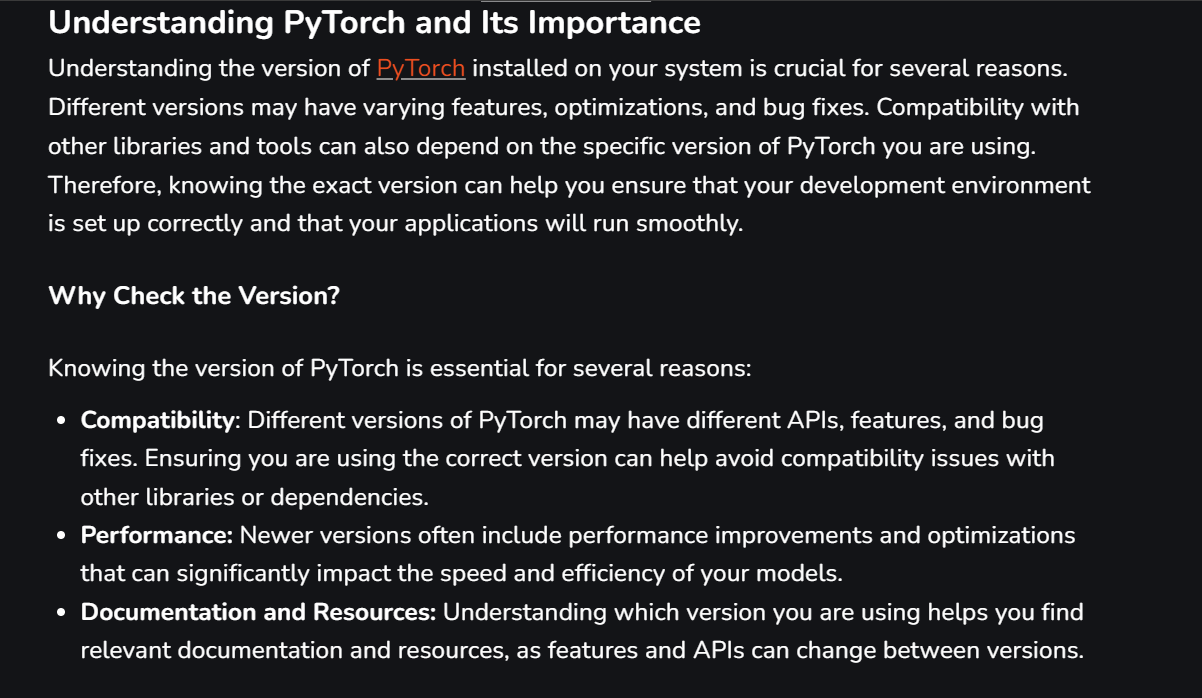 Understanding PyTorch and Its Importance
Understanding the version of PyTorch installed on your system is crucial for several reasons.
Different versions may have varying features, optimizations, and bug fixes. Compatibility with
other libraries and tools can also depend on the specific version of PyTorch you are using.
Therefore, knowing the exact version can help you ensure that your development environment
is set up correctly and that your applications will run smoothly.
Why Check the Version?
Knowing the version of PyTorch is essential for several reasons:
• Compatibility: Different versions of PyTorch may have different APIs, features, and bug
fixes. Ensuring you are using the correct version can help avoid compatibility issues with
other libraries or dependencies.
• Performance: Newer versions often include performance improvements and optimizations
that can significantly impact the speed and efficiency of your models.
• Documentation and Resources: Understanding which version you are using helps you find
relevant documentation and resources, as features and APIs can change between versions.